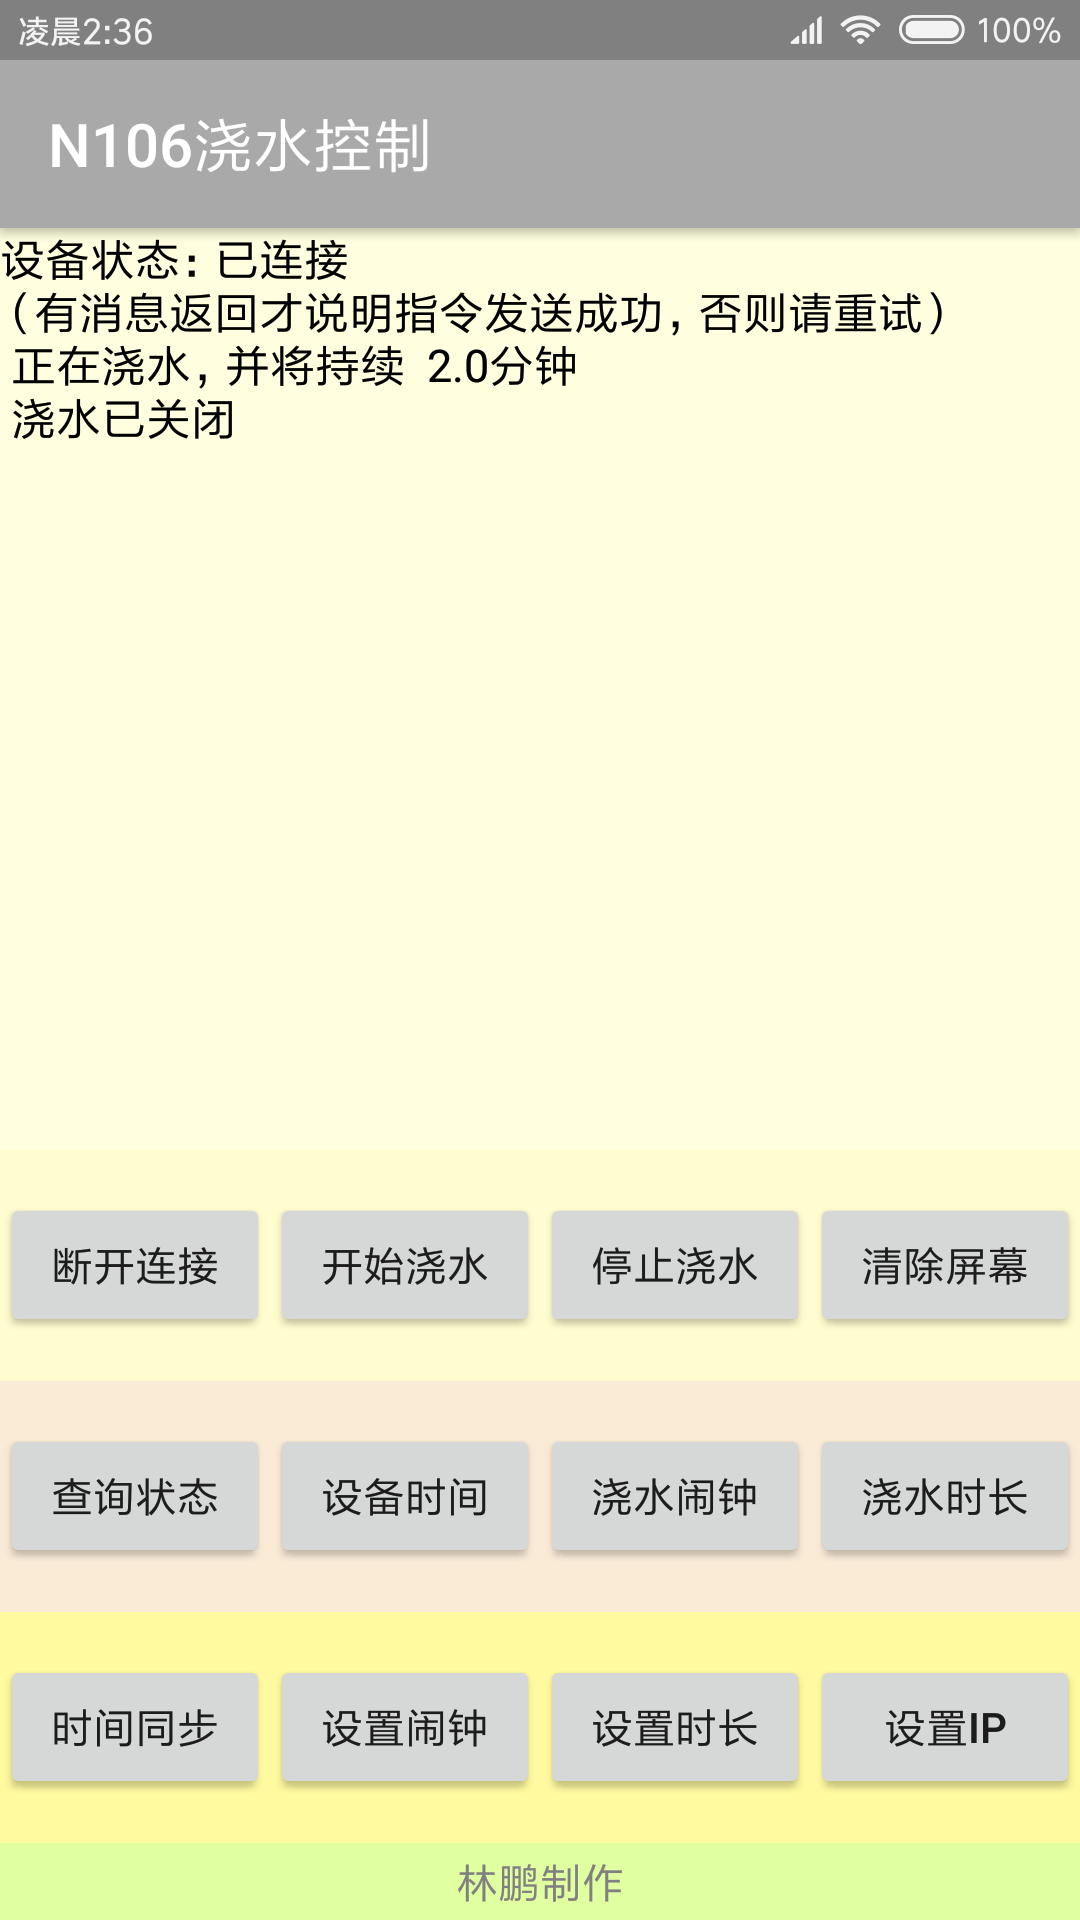 凌晨2:36 100%
N106浇水控制
设备状态: 已连接
(有消息返回才说明指令发送成功, 否则请重试)
正在浇水, 并将持续 2.0分钟
浇水已关闭
断开连接 开始浇水 停止浇水 清除屏幕
查询状态 设备时间 浇水闹钟 浇水时长
时间同步 设置闹钟 设置时长 设置IP
林鹏制作